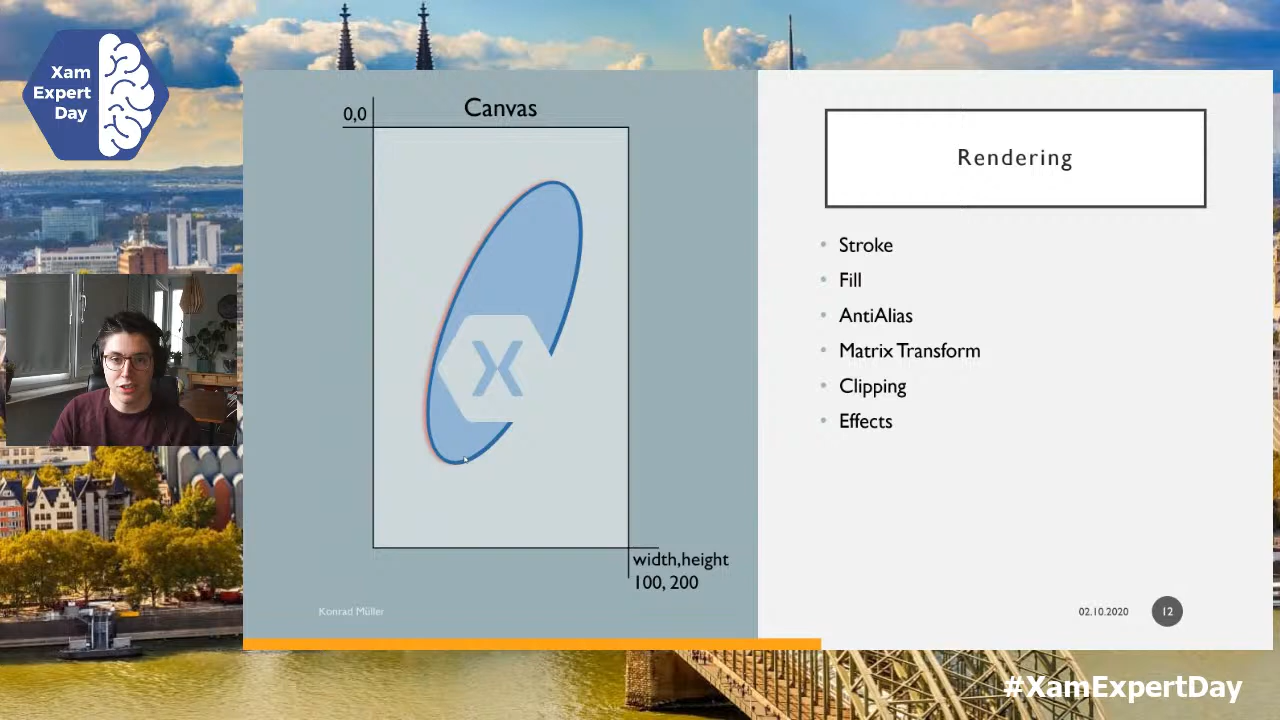 Xam
Expert
Day
0,0
Canvas
X
width,height
100, 200
Konrad Müller
Rendering
Stroke
Fill
AntiAlias
Matrix Transform
Clipping
Effects
02.10.2020
12
#XamExpertDay